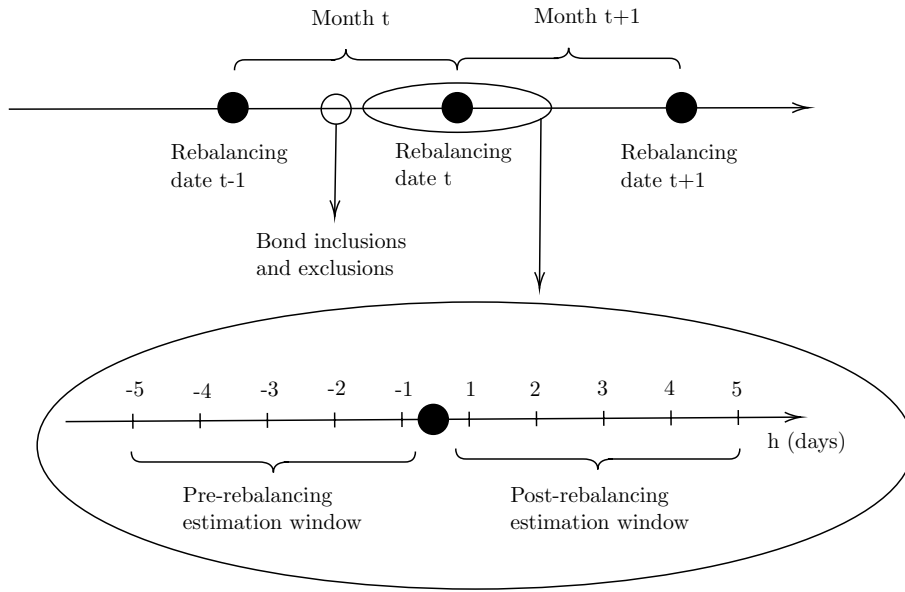 Month t
Month t+1
Rebalancing
date t-1
Rebalancing
date t
Rebalancing
date t+1
Bond inclusions
and exclusions
-5 -4 -3 -2 -1 1 2 3 4 5
h (days)
Pre-rebalancing
estimation window
Post-rebalancing
estimation window